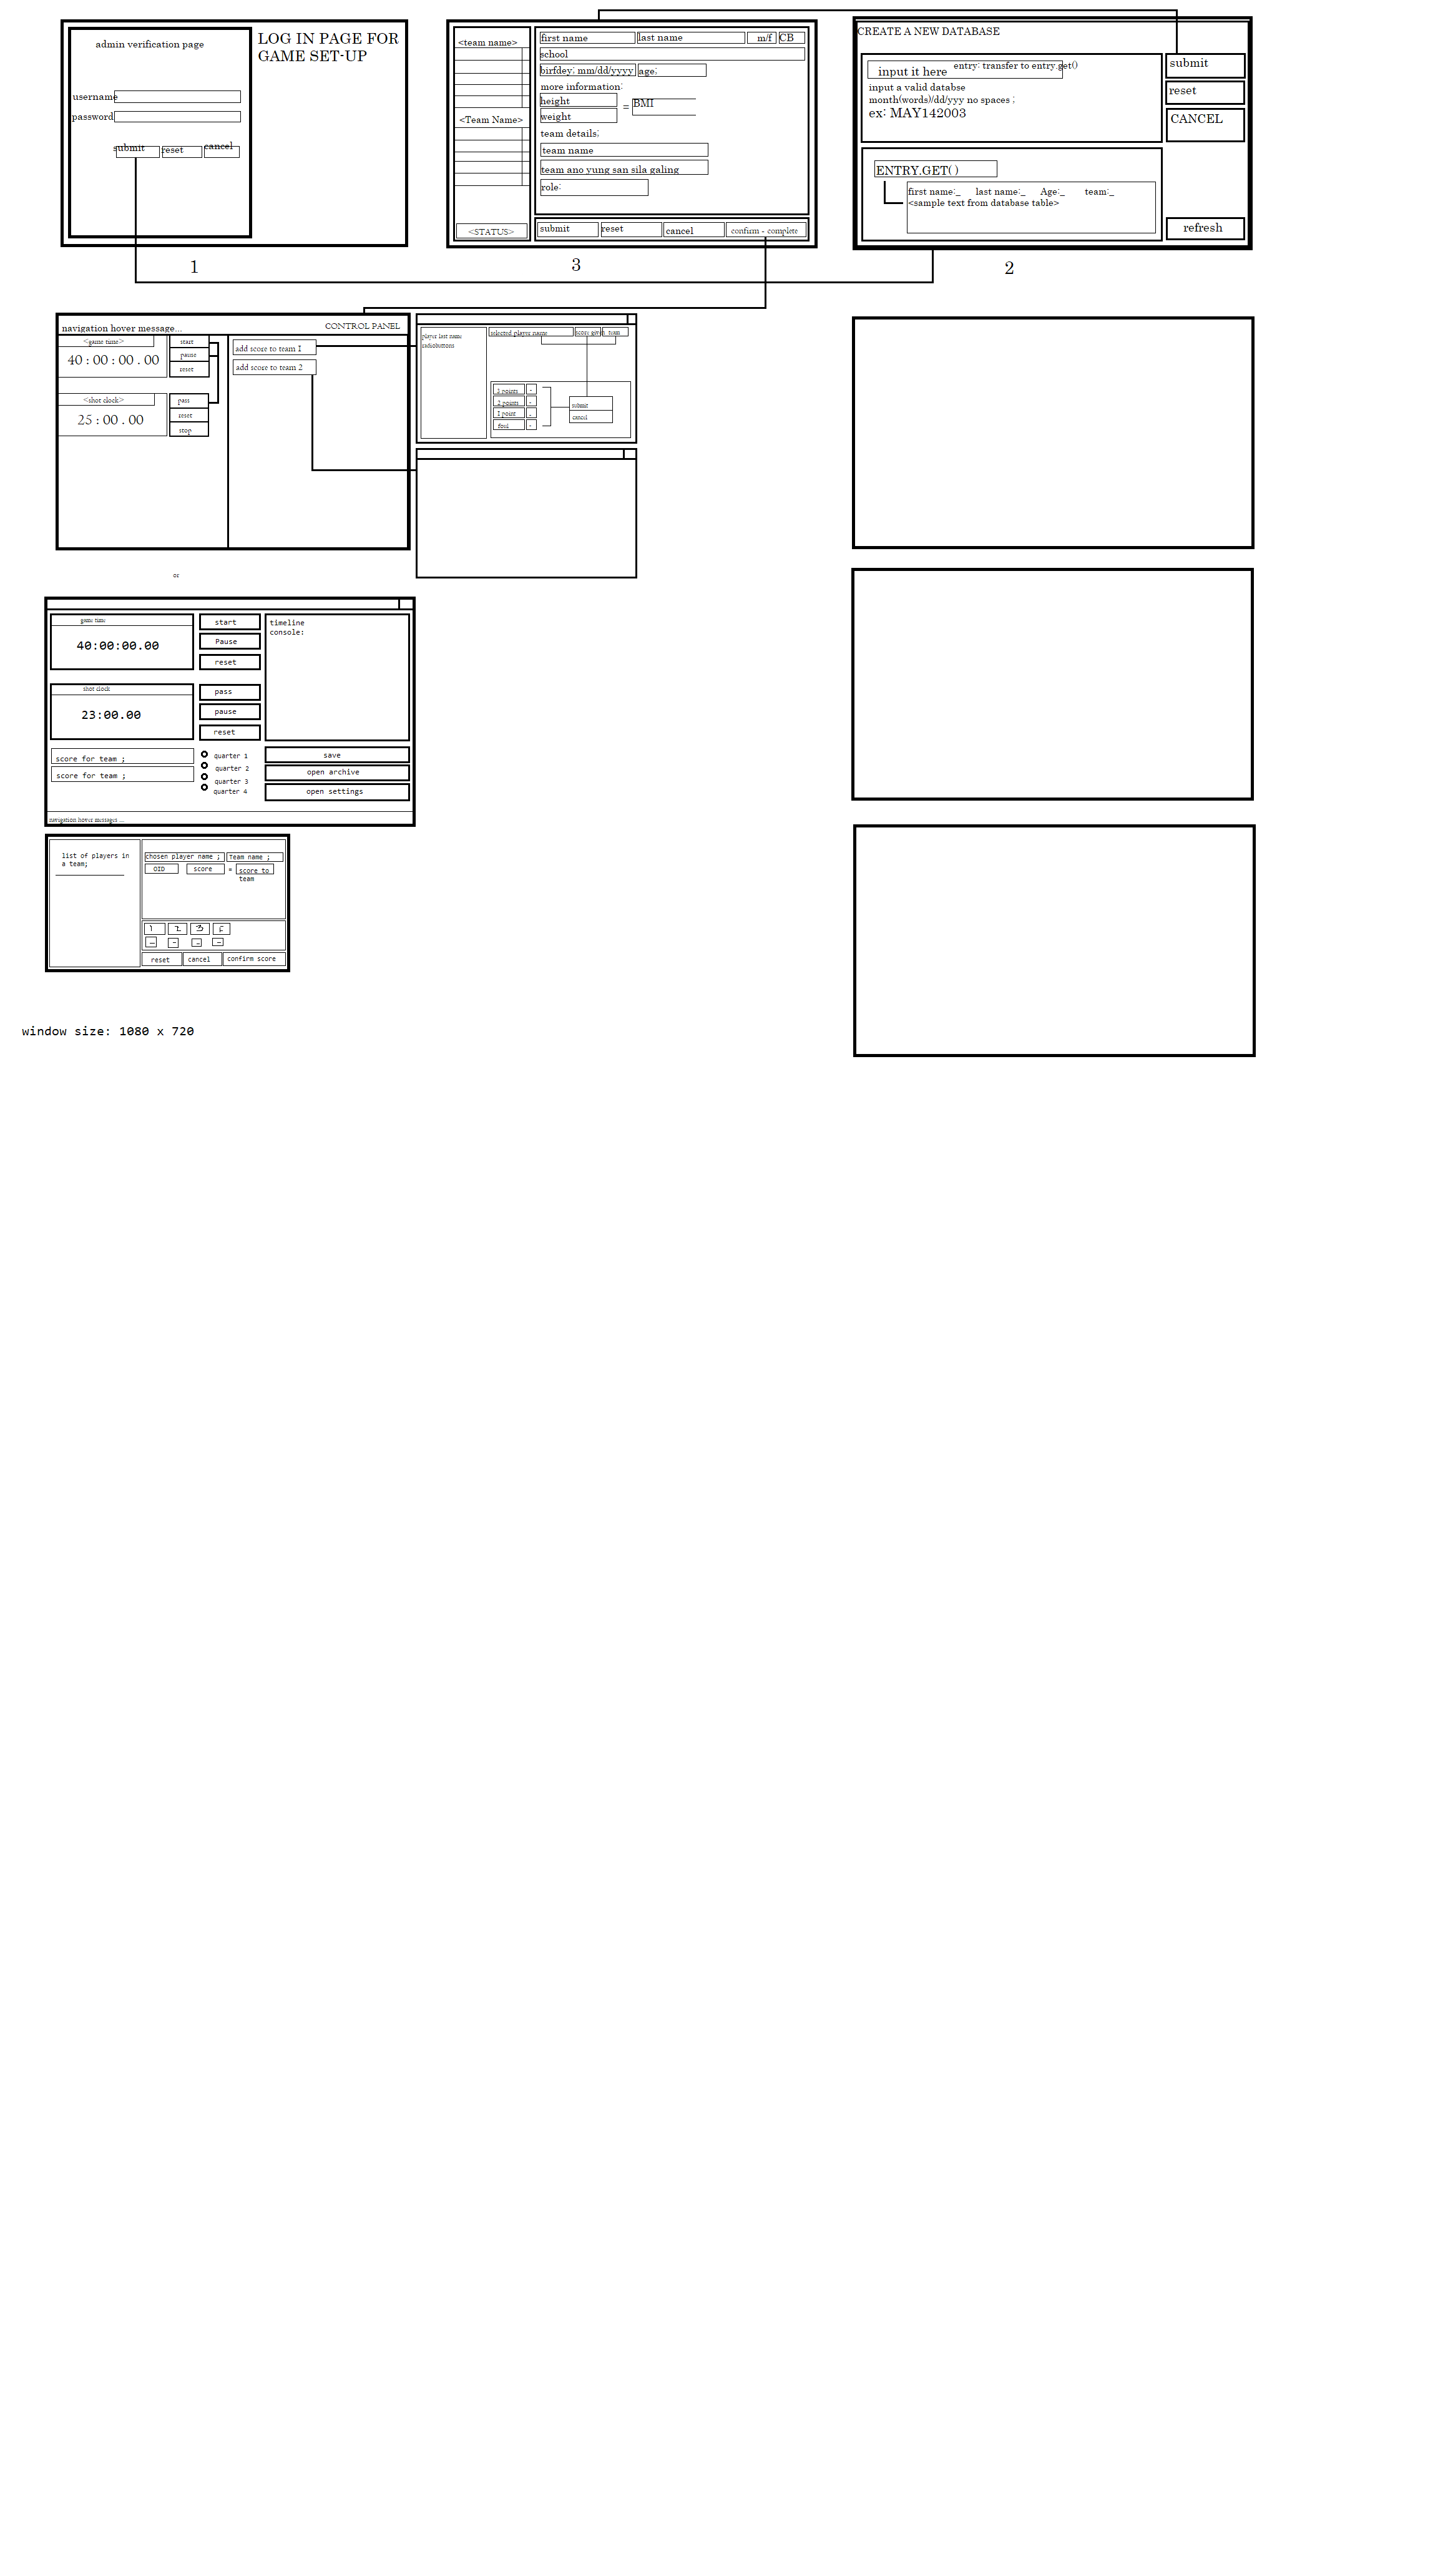 LOG IN PAGE FOR
GAME SET-UP
admin verification page
username
password
submit reset cancel
1
<team name>
<Team Name>
<STATUS>
first name last name m/f CB
school
birfdey; mm/dd/yyyy age;
more information:
height
= BMI
weight
team details;
team name
team ano yung san sila galing
role:
submit reset cancel confirm - complete
3
CREATE A NEW DATABASE
entry: transfer to entry.get()
input it here
input a valid databse
month(words)/dd/yyy no spaces ;
ex: MAY142003
submit
reset
CANCEL
ENTRY.GET( )
first name:_ last name:_ Age:_ team:_
<sample text from database table>
refresh
2
navigation hover message... CONTROL PANEL
<game time>
40 : 00 : 00 . 00
start
pause
reset
<shot clock>
25 : 00 . 00
pass
reset
stop
add score to team 1
add score to team 2
player last name
radiobuttons
selected player name score given team
3 points -
2 points -
1 point -
foul -
submit
cancel
or
game time
40:00:00.00
start
Pause
reset
timeline
console:
shot clock
23:00.00
pass
pause
reset
score for team ;
score for team ;
quarter 1
quarter 2
quarter 3
quarter 4
save
open archive
open settings
navigation hover messages ...
list of players in
a team;
chosen player name ; Team name ;
OID score = score to
team
1 2 3 F
- - - -
reset cancel confirm score
window size: 1080 x 720